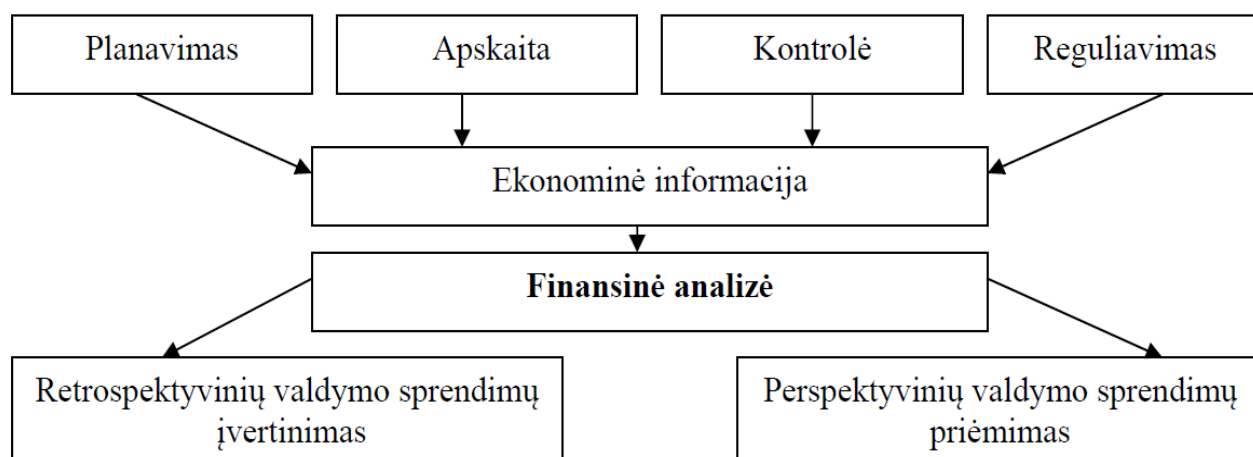 Planavimas
Apskaita
Kontrolė
Reguliavimas
Ekonominė informacija
Finansinė analizė
Retrospektyvinių valdymo sprendimų
įvertinimas
Perspektyvinių valdymo sprendimų
priėmimas